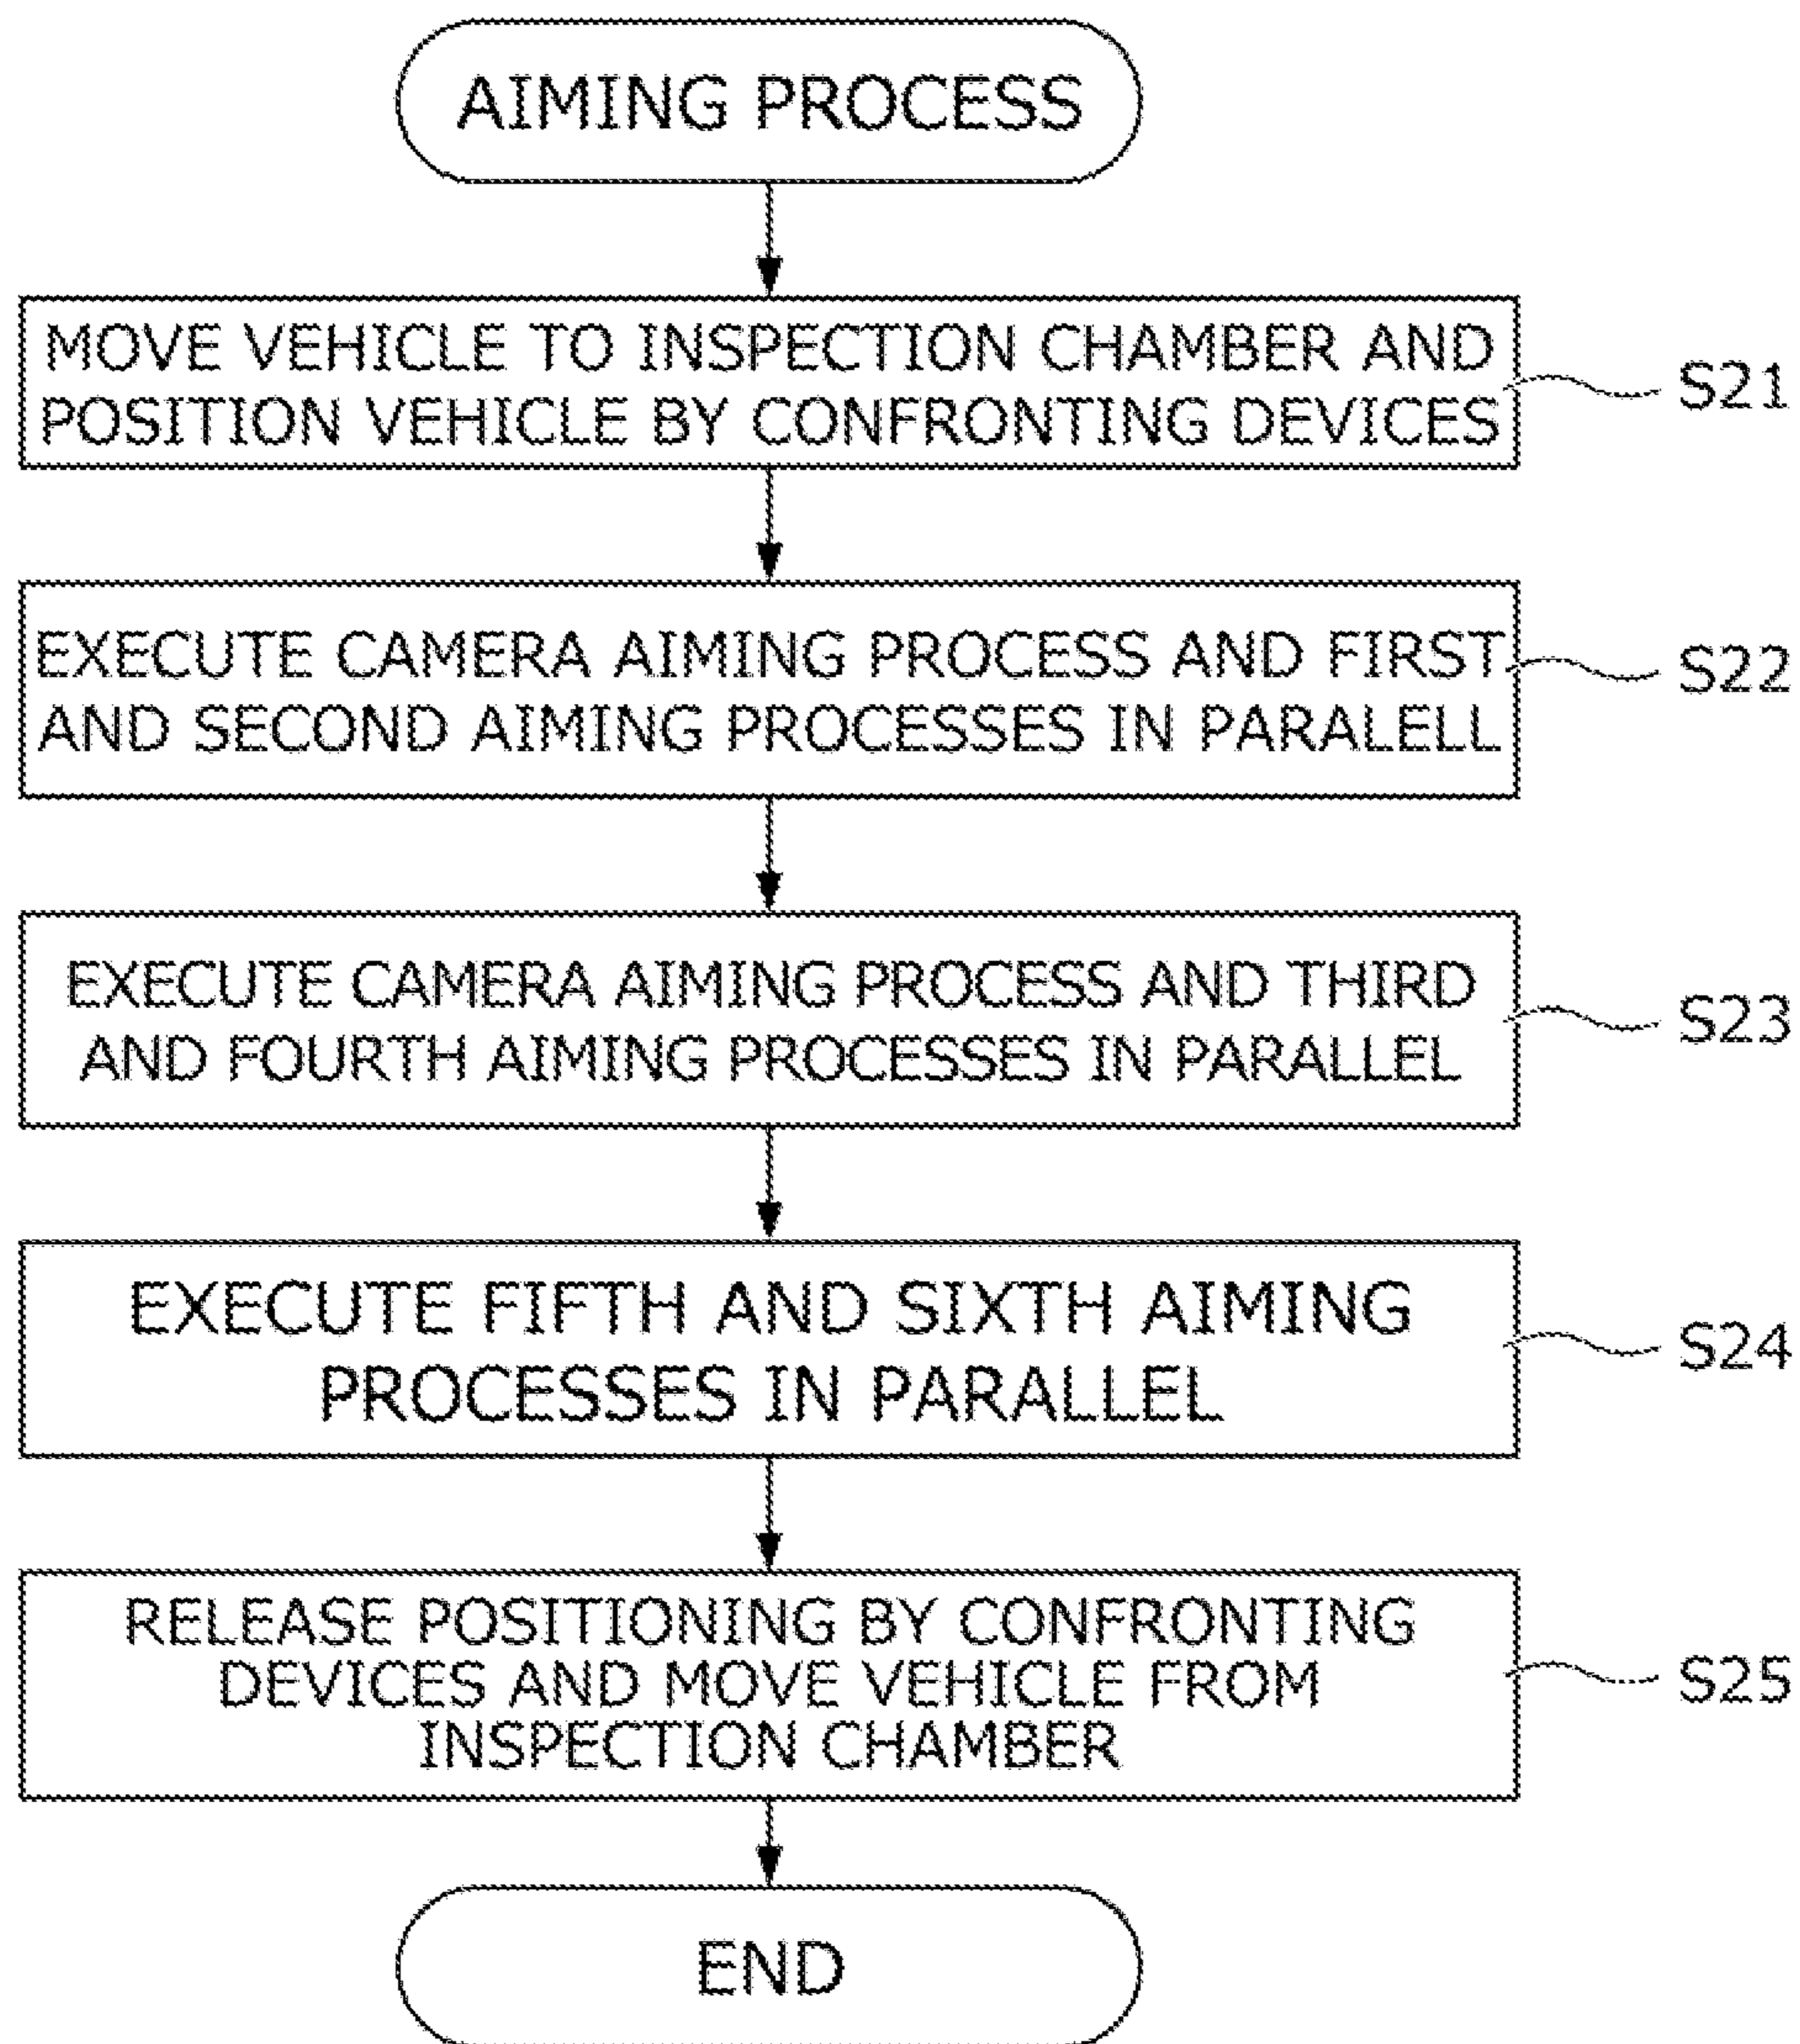 AIMING PROCESS
MOVE VEHICLE TO INSPECTION CHAMBER AND
POSITION VEHICLE BY CONFRONTING DEVICES
S21
EXECUTE CAMERA AIMING PROCESS AND FIRST
AND SECOND AIMING PROCESSES IN PARALELL
S22
EXECUTE CAMERA AIMING PROCESS AND THIRD
AND FOURTH AIMING PROCESSES IN PARALLEL
S23
EXECUTE FIFTH AND SIXTH AIMING
PROCESSES IN PARALLEL
S24
RELEASE POSITIONING BY CONFRONTING
DEVICES AND MOVE VEHICLE FROM
INSPECTION CHAMBER
S25
END